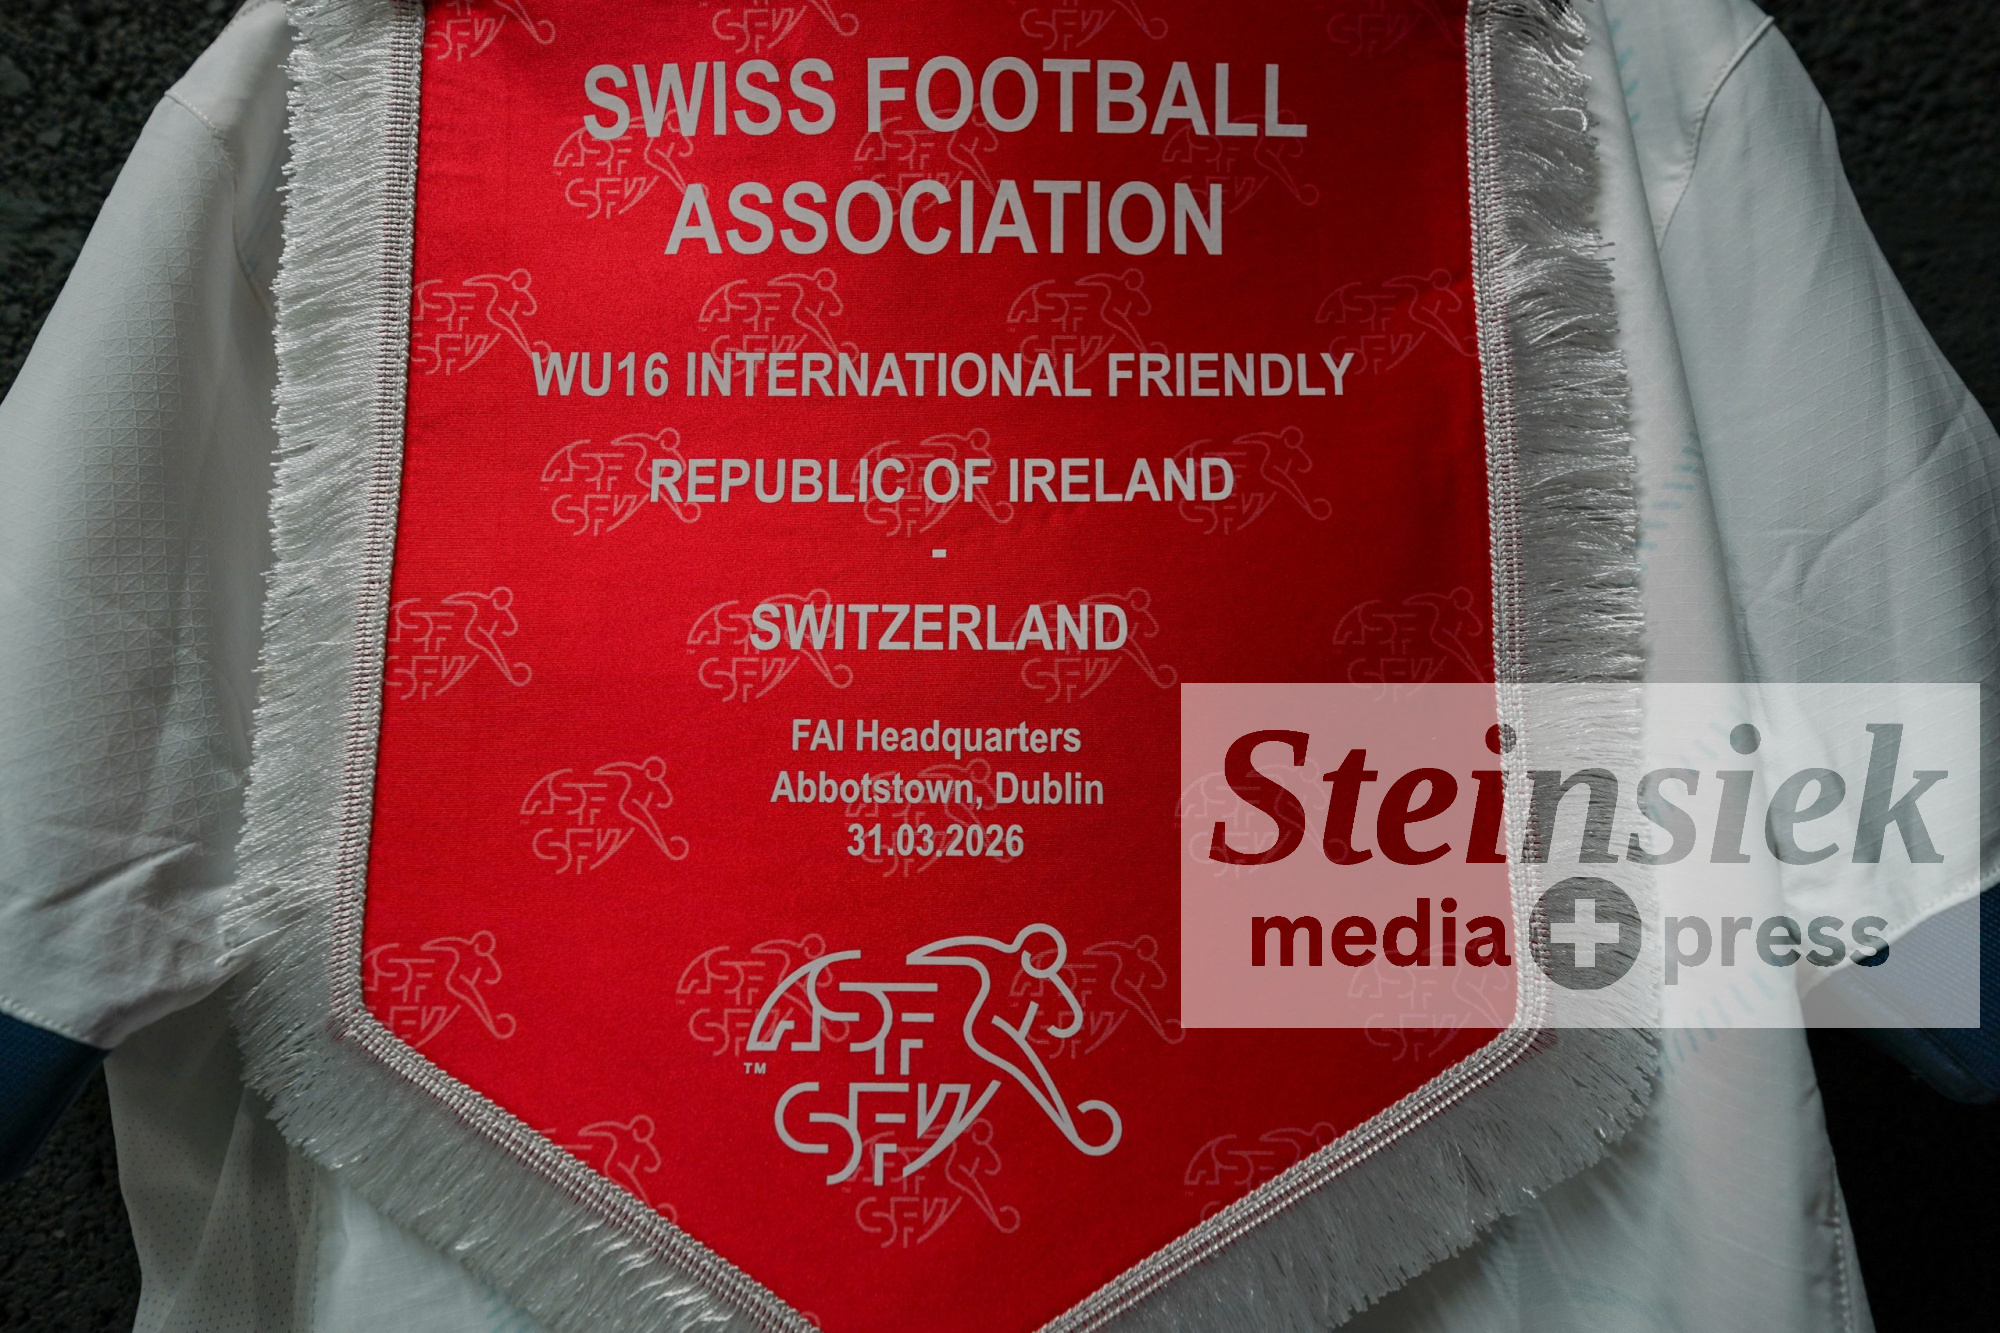 SWISS FOOTBALL
ASSOCIATION
WU16 INTERNATIONAL FRIENDLY
REPUBLIC OF IRELAND
-
SWITZERLAND
FAI Headquarters
Abbotstown, Dublin
31.03.2026
ASF
SFV
TM
Steinsiek
media+press